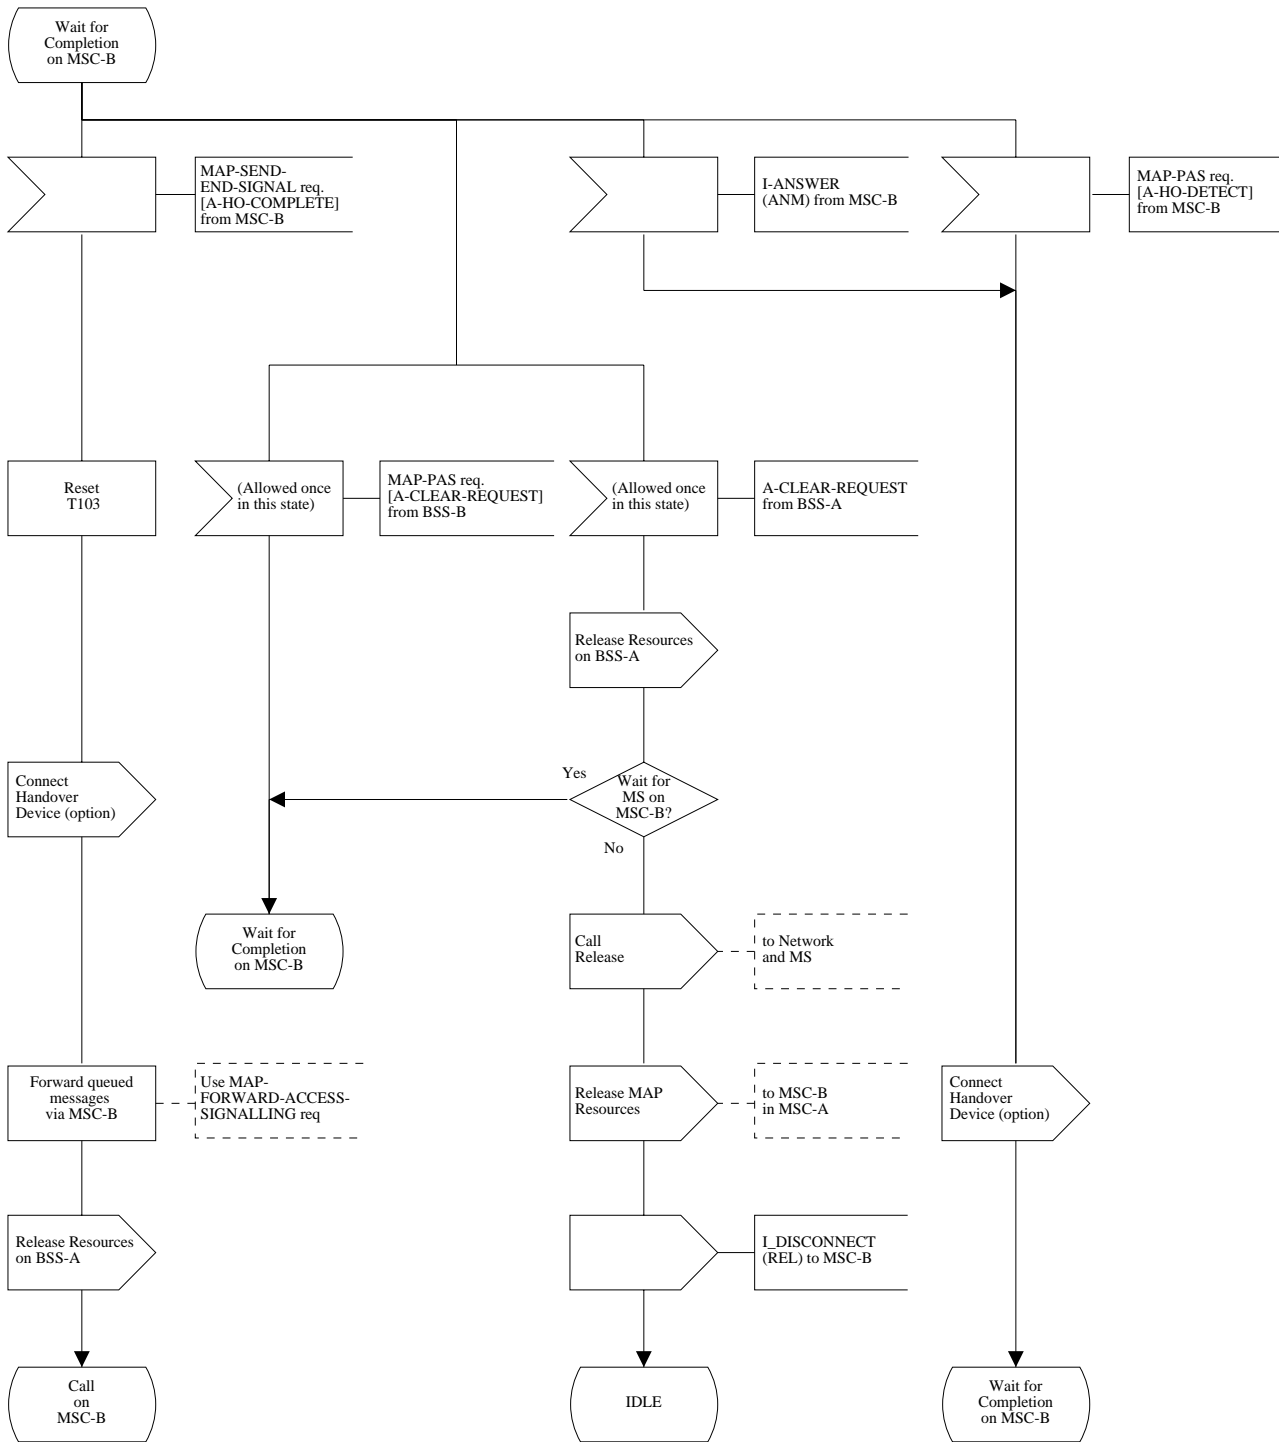 Wait for
Completion
on MSC-B
MAP-SEND-
END-SIGNAL req.
[A-HO-COMPLETE]
from MSC-B
I-ANSWER
(ANM) from MSC-B
MAP-PAS req.
[A-HO-DETECT]
from MSC-B
Reset
T103
(Allowed once
in this state)
MAP-PAS req.
[A-CLEAR-REQUEST]
from BSS-B
(Allowed once
in this state)
A-CLEAR-REQUEST
from BSS-A
Release Resources
on BSS-A
Connect
Handover
Device (option)
Yes
Wait for
MS on
MSC-B?
No
Wait for
Completion
on MSC-B
Call
Release
to Network
and MS
Forward queued
messages
via MSC-B
Use MAP-
FORWARD-ACCESS-
SIGNALLING req
Release MAP
Resources
to MSC-B
in MSC-A
Connect
Handover
Device (option)
Release Resources
on BSS-A
I_DISCONNECT
(REL) to MSC-B
Call
on
MSC-B
IDLE
Wait for
Completion
on MSC-B